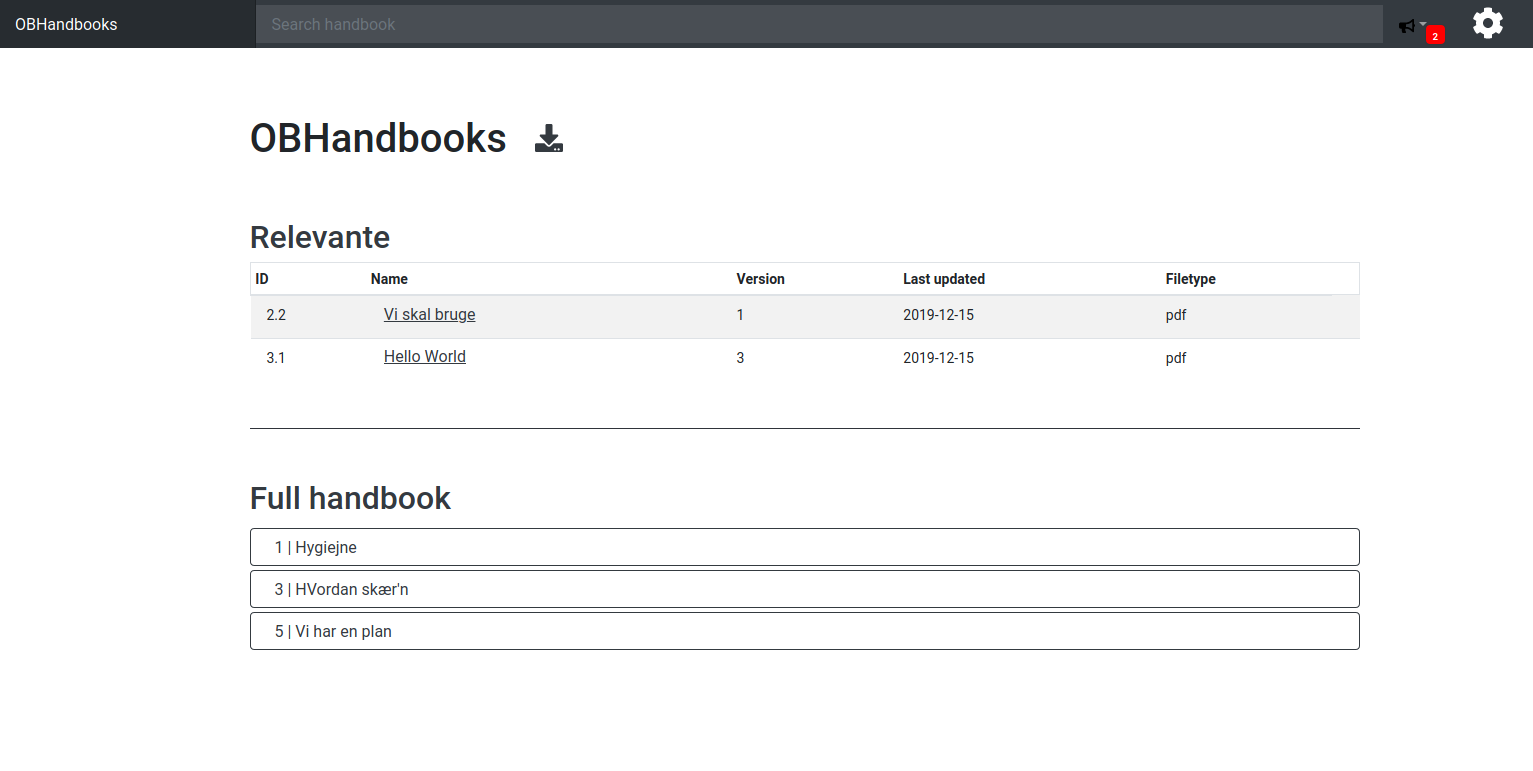 OBHandbooks
Search handbook
2
OBHandbooks
Relevante
ID Name Version Last updated Filetype
2.2 Vi skal bruge 1 2019-12-15 pdf
3.1 Hello World 3 2019-12-15 pdf
Full handbook
1 | Hygiejne
3 | HVordan skær'n
5 | Vi har en plan